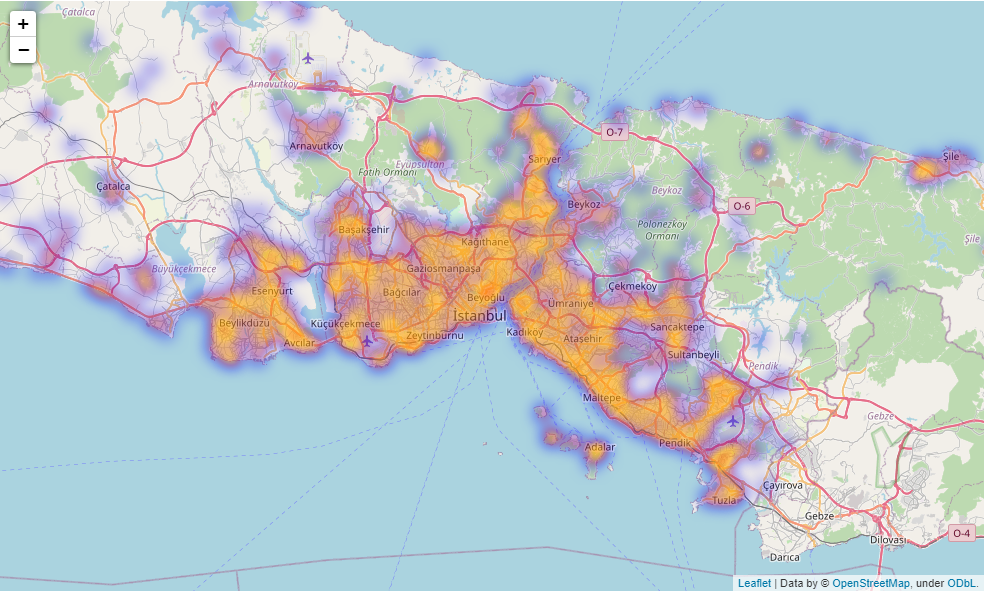 +
−
Çatalca
Arnavutköy
O-7
Arnavutköy
Eyüpsultan
Fatih Ormanı
Sarıyer
Şile
Çatalca
Beykoz
Beykoz
O-6
Polonezköy
Ormanı
Başakşehir
Kağıthane
Şile
Büyükçekmece
Gaziosmanpaşa
Çekmeköy
Esenyurt
Bağcılar
Beyoğlu
Ümraniye
İstanbul
Beylikdüzü
Küçükçekmece
Zeytinburnu
Kadıköy
Ataşehir
Sancaktepe
Avcılar
Sultanbeyli
Pendik
Maltepe
Gebze
Pendik
Adalar
Çayırova
Tuzla
Gebze
O-4
Dilovası
Darıca
Leaflet | Data by © OpenStreetMap, under ODbL.